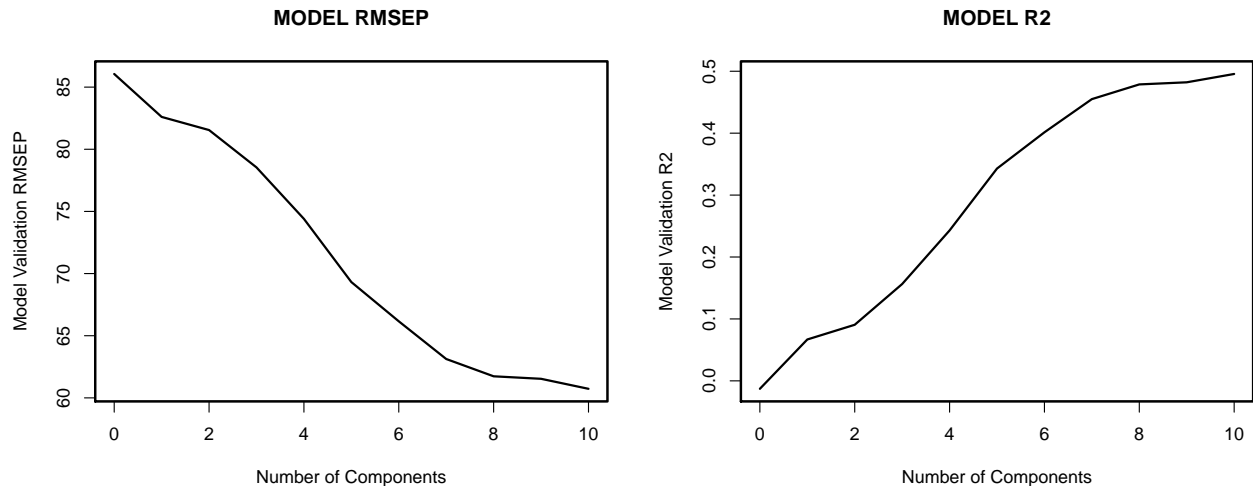 MODEL RMSEP
Model Validation RMSEP
85
80
75
70
65
60
0 2 4 6 8 10
Number of Components
MODEL R2
Model Validation R2
0.5
0.4
0.3
0.2
0.1
0.0
0 2 4 6 8 10
Number of Components